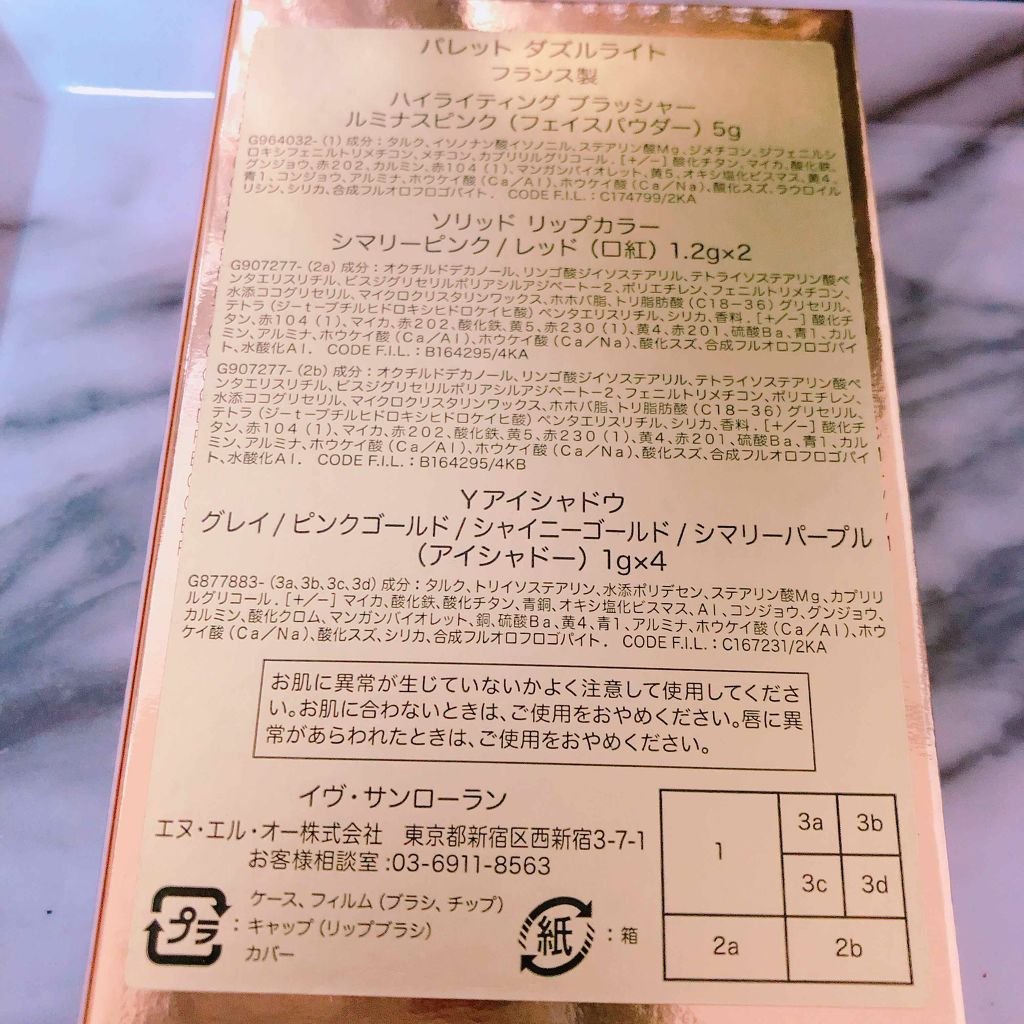 パレット ダズルライト
フランス製
ハイライティング ブラッシャー
ルミナスピンク（フェイスパウダー）5g
G964032-（1）成分：タルク、イソノナン酸イソノニル、ステアリン酸Mg、ジメチコン、ジフェニルシ
ロキシフェニルトリメチコン、メチコン、カプリリルグリコール．［+/−］酸化チタン、マイカ、酸化鉄、
グンジョウ、赤202、カルミン、赤104（1）、マンガンバイオレット、黄5、オキシ塩化ビスマス、黄4、
青1、コンジョウ、アルミナ、ホウケイ酸（Ca／Al）、ホウケイ酸（Ca／Na）、酸化スズ、ラウロイル
リシン、シリカ、合成フルオロフロゴパイト． CODE F.I.L.：C174799/2KA
ソリッド リップカラー
シマリーピンク/レッド（口紅）1.2g×2
G907277-（2a）成分：オクチルドデカノール、リンゴ酸ジイソステアリル、テトライソステアリン酸ペ
ンタエリスリチル、ビスジグリセリルポリアシルアジペート−2、ポリエチレン、フェニルトリメチコン、
水添ココグリセリル、マイクロクリスタリンワックス、ホホバ脂、トリ脂肪酸（C18−36）グリセリル、
テトラ（ジーｔーブチルヒドロキシヒドロケイヒ酸）ペンタエリスリチル、シリカ、香料．［+/−］酸化チ
タン、赤104（1）、マイカ、赤202、酸化鉄、黄5、赤230（1）、黄4、赤201、硫酸Ba、青1、カル
ミン、アルミナ、ホウケイ酸（Ca／Al）、ホウケイ酸（Ca／Na）、酸化スズ、合成フルオロフロゴパイ
ト、水酸化Al． CODE F.I.L.：B164295/4KA
G907277-（2b）成分：オクチルドデカノール、リンゴ酸ジイソステアリル、テトライソステアリン酸ペ
ンタエリスリチル、ビスジグリセリルポリアシルアジペート−2、フェニルトリメチコン、ポリエチレン、
水添ココグリセリル、マイクロクリスタリンワックス、ホホバ脂、トリ脂肪酸（C18−36）グリセリル、
テトラ（ジーｔーブチルヒドロキシヒドロケイヒ酸）ペンタエリスリチル、シリカ、香料．［+/−］酸化チ
タン、赤104（1）、マイカ、赤202、酸化鉄、黄5、赤230（1）、黄4、赤201、硫酸Ba、青1、カル
ミン、アルミナ、ホウケイ酸（Ca／Al）、ホウケイ酸（Ca／Na）、酸化スズ、合成フルオロフロゴパイ
ト、水酸化Al． CODE F.I.L.：B164295/4KB
Yアイシャドウ
グレイ/ピンクゴールド/シャイニーゴールド/シマリーパープル
（アイシャドー）1g×4
G877883-（3a、3b、3c、3d）成分：タルク、トリイソステアリン、水添ポリデセン、ステアリン酸Mg、カプリリ
ルグリコール．［+/−］マイカ、酸化鉄、酸化チタン、青銅、オキシ塩化ビスマス、Al、コンジョウ、グンジョウ、
カルミン、酸化クロム、マンガンバイオレット、銅、硫酸Ba、黄4、青1、アルミナ、ホウケイ酸（Ca／Al）、ホウ
ケイ酸（Ca／Na）、酸化スズ、シリカ、合成フルオロフロゴパイト． CODE F.I.L.：C167231/2KA
お肌に異常が生じていないかよく注意して使用してくださ
い。お肌に合わないときは、ご使用をおやめください。唇に異
常があらわれたときは、ご使用をおやめください。
イヴ・サンローラン
エヌ・エル・オー株式会社 東京都新宿区西新宿3-7-1
お客様相談室：03-6911-8563
プラ
：
ケース、フィルム（ブラシ、チップ）
キャップ（リップブラシ）
カバー
紙
：箱
1
3a
3b
3c
3d
2a
2b